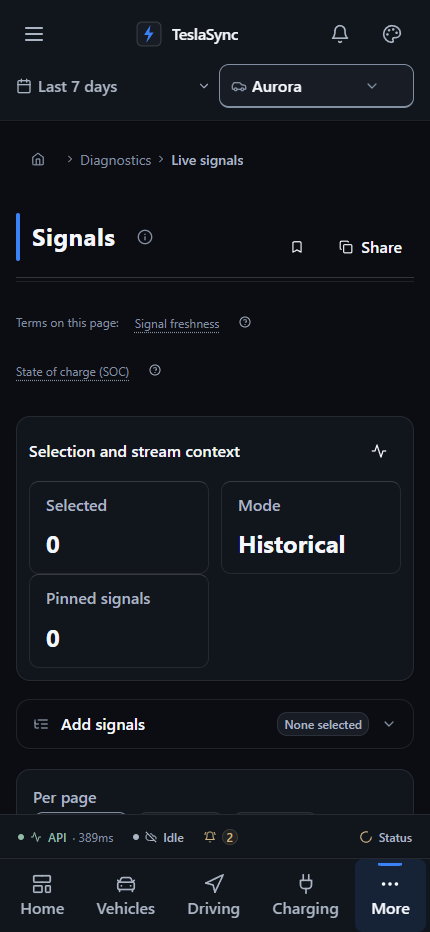 TeslaSync
Last 7 days
Aurora
Diagnostics
Live signals
Signals
Share
Terms on this page:
Signal freshness
State of charge (SOC)
Selection and stream context
Selected
0
Mode
Historical
Pinned signals
0
Add signals
None selected
Per page
API · 389ms
Idle
2
Status
Home
Vehicles
Driving
Charging
More